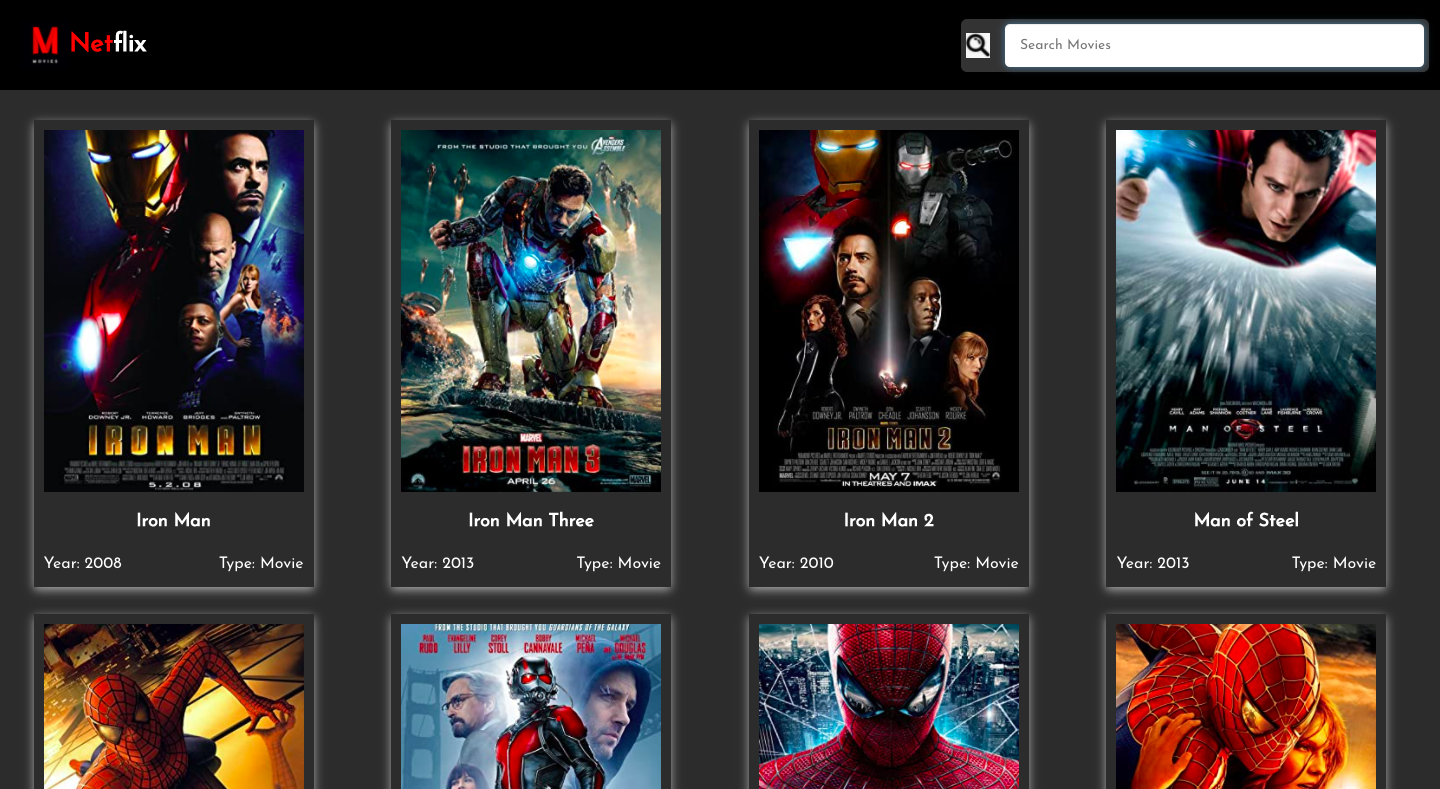 M
MOVIES
Netflix
Search Movies
ROBERT DOWNEY JR. TERRENCE HOWARD JEFF BRIDGES GWYNETH PALTROW
IRON MAN
5.2.08
Iron Man
Year: 2008 Type: Movie
FROM THE STUDIO THAT BROUGHT YOU AVENGERS ASSEMBLE
MARVEL
IRON MAN 3
APRIL 26
MARVEL
Iron Man Three
Year: 2013 Type: Movie
ROBERT DOWNEY JR. GWYNETH PALTROW DON CHEADLE SCARLETT JOHANSSON MICKEY ROURKE
IRON MAN 2
MAY 7
IN THEATRES AND IMAX
Iron Man 2
Year: 2010 Type: Movie
MAN OF STEEL
JUNE 14
Man of Steel
Year: 2013 Type: Movie
FROM THE STUDIO THAT BROUGHT YOU GUARDIANS OF THE GALAXY
PAUL RUDD EVANGELINE LILLY COREY STOLL BOBBY CANNAVALE MICHAEL PEÑA AND MICHAEL DOUGLAS